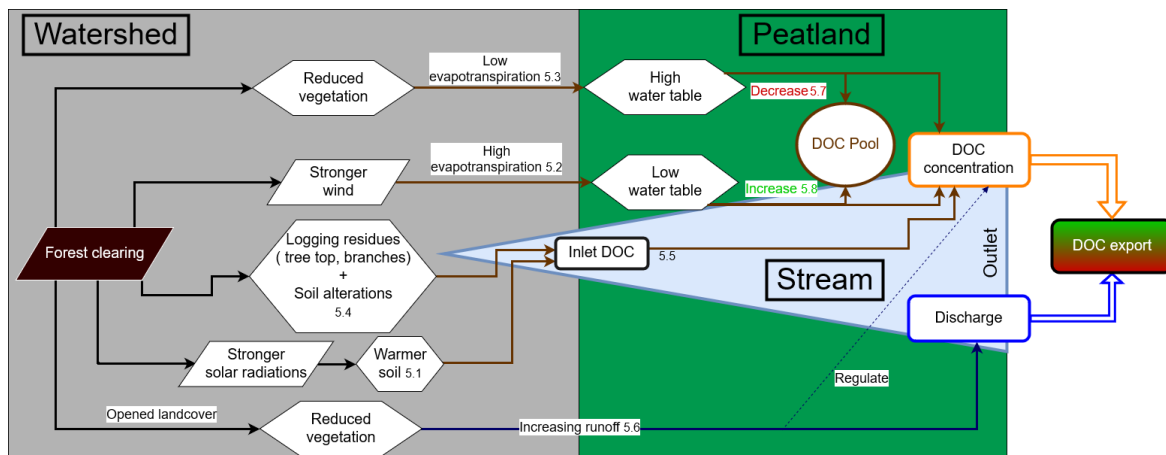 Watershed
Peatland
Reduced
vegetation
Low
evapotranspiration 5.3
High
water table
Decrease 5.7
DOC Pool
DOC
concentration
Stronger
wind
High
evapotranspiration 5.2
Low
water table
Increase 5.8
Forest clearing
Logging residues
( tree top, branches)
+
Soil alterations
5.4
Inlet DOC
5.5
Stream
Outlet
DOC export
Discharge
Stronger
solar radiations
Warmer
soil 5.1
Regulate
Opened landcover
Reduced
vegetation
Increasing runoff 5.6